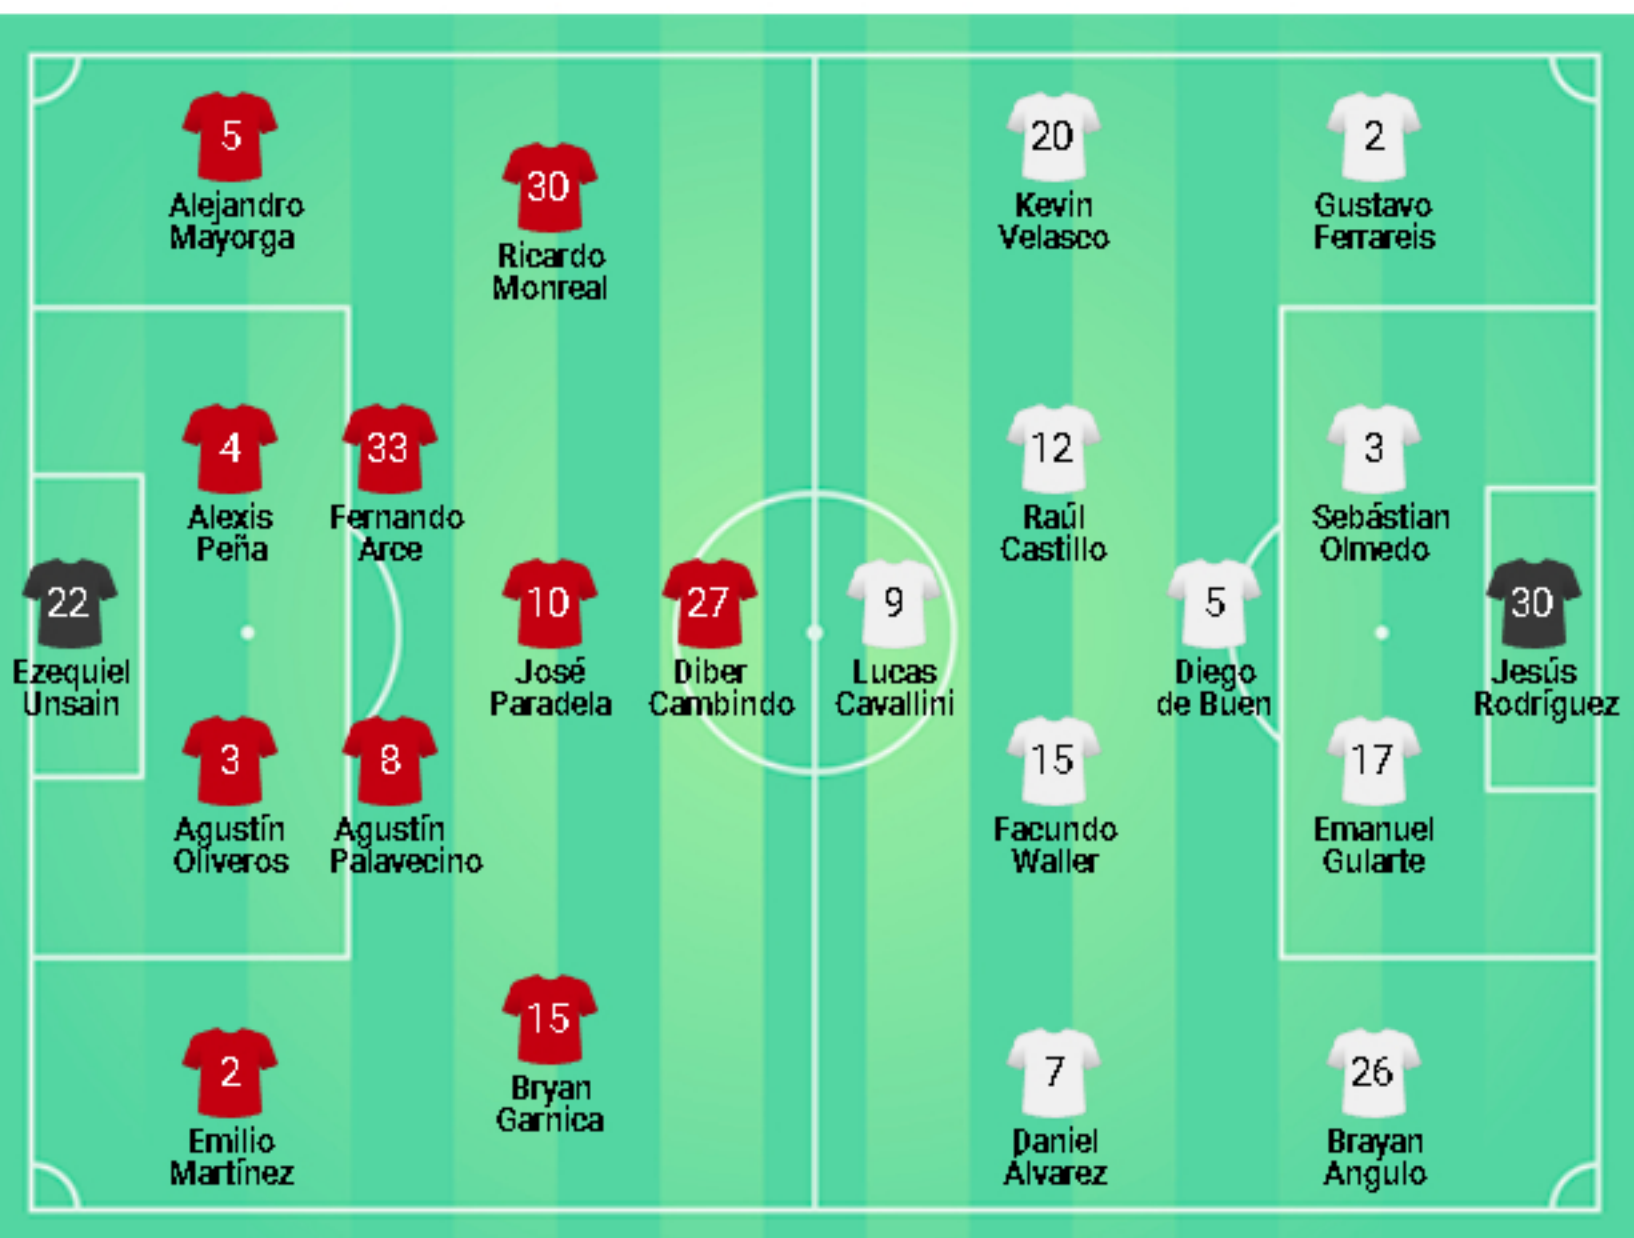 5
Alejandro
Mayorga
30
Ricardo
Monreal
20
Kevin
Velasco
2
Gustavo
Ferrareis
4
Alexis
Peña
33
Fernando
Arce
12
Raúl
Castillo
3
Sebástian
Olmedo
22
Ezequiel
Unsain
10
José
Paradela
27
Diber
Cambindo
9
Lucas
Cavallini
5
Diego
de Buen
30
Jesús
Rodríguez
3
Agustín
Oliveros
8
Agustín
Palavecino
15
Facundo
Waller
17
Emanuel
Gularte
2
Emilio
Martínez
15
Bryan
Garnica
7
Daniel
Álvarez
26
Brayan
Angulo